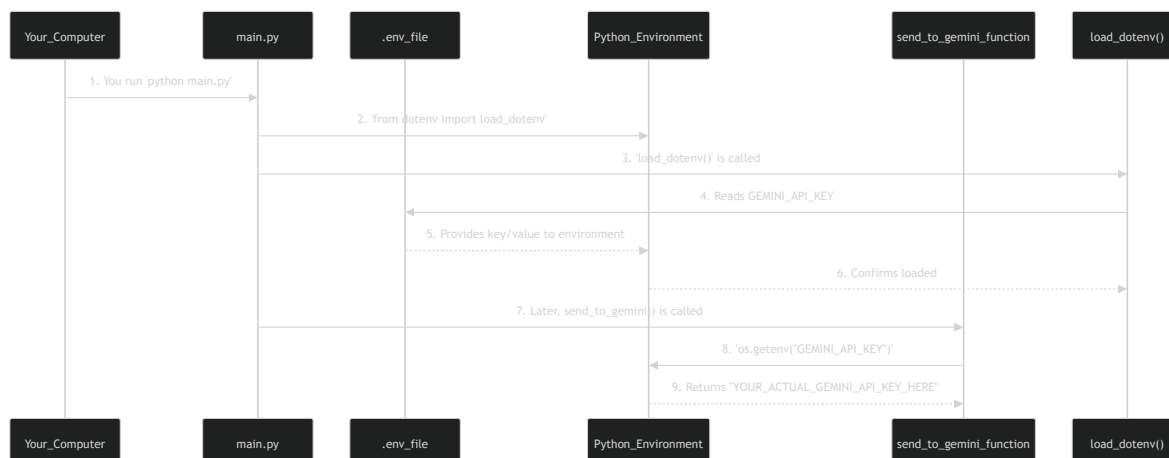 Your_Computer
main.py
.env_file
Python_Environment
send_to_gemini_function
load_dotenv()
1. You run 'python main.py'
2. 'from dotenv import load_dotenv'
3. 'load_dotenv()' is called
4. Reads GEMINI_API_KEY
5. Provides key/value to environment
6. Confirms loaded
7. Later, send_to_gemini() is called
8. 'os.getenv("GEMINI_API_KEY")'
9. Returns "YOUR_ACTUAL_GEMINI_API_KEY_HERE"
Your_Computer
main.py
.env_file
Python_Environment
send_to_gemini_function
load_dotenv()